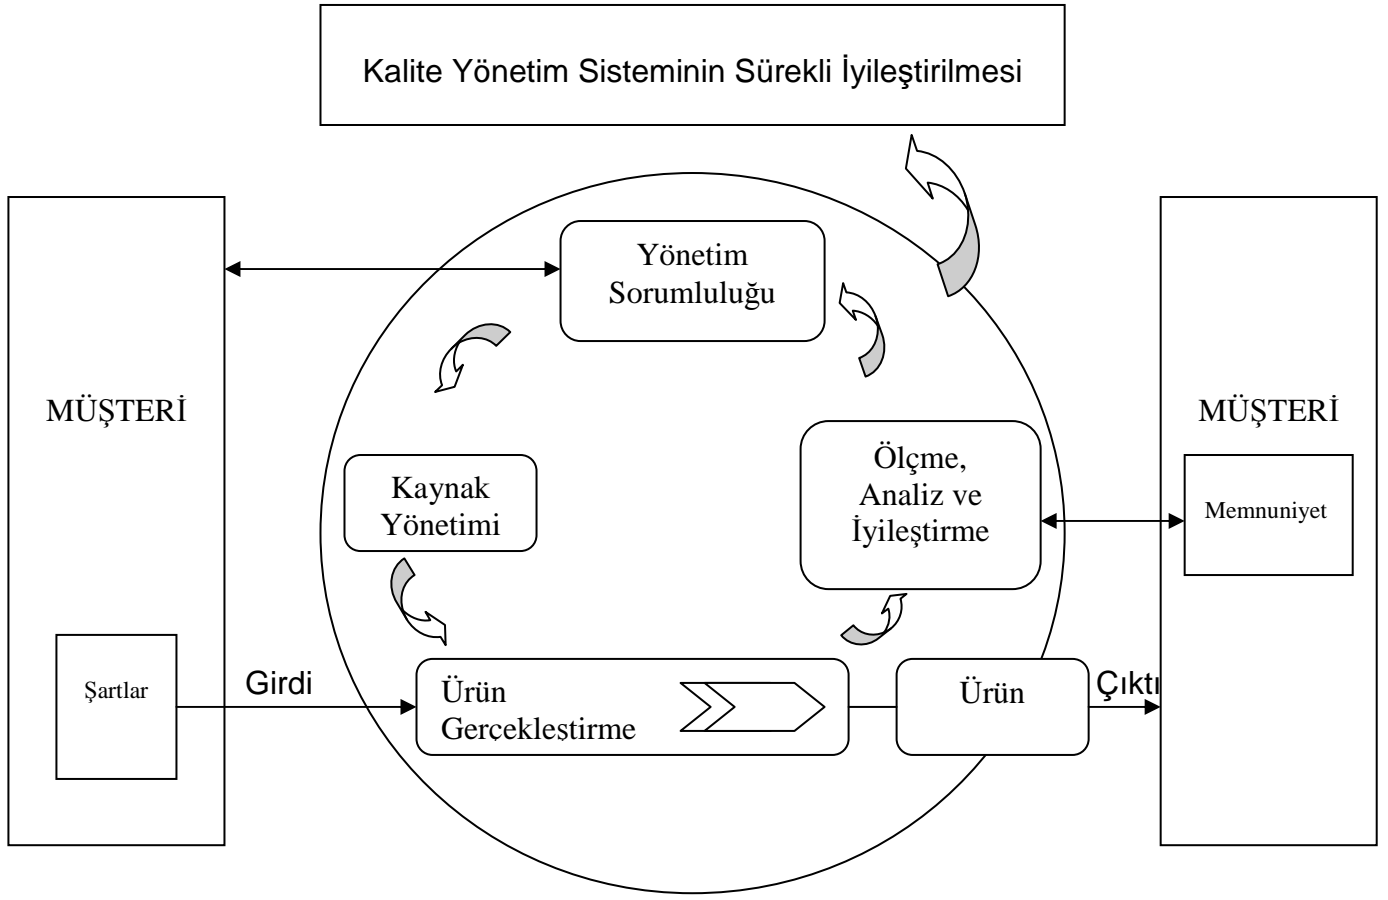 Kalite Yönetim Sisteminin Sürekli İyileştirilmesi
Yönetim
Sorumluluğu
MÜŞTERİ
MÜŞTERİ
Ölçme,
Analiz ve
İyileştirme
Kaynak
Yönetimi
Memnuniyet
Şartlar
Girdi
Ürün
Gerçekleştirme
Ürün
Çıktı